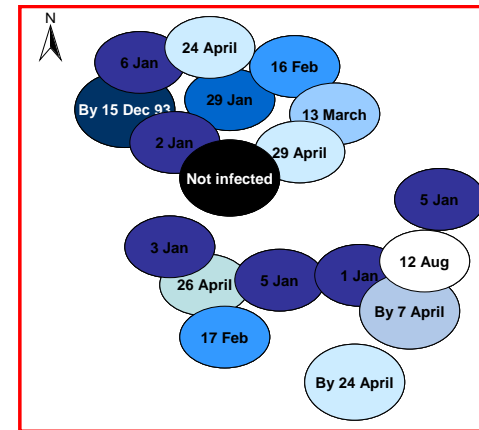 N
24 April
6 Jan
16 Feb
29 Jan
By 15 Dec 93
13 March
2 Jan
29 April
Not infected
5 Jan
3 Jan
12 Aug
1 Jan
5 Jan
26 April
By 7 April
17 Feb
By 24 April